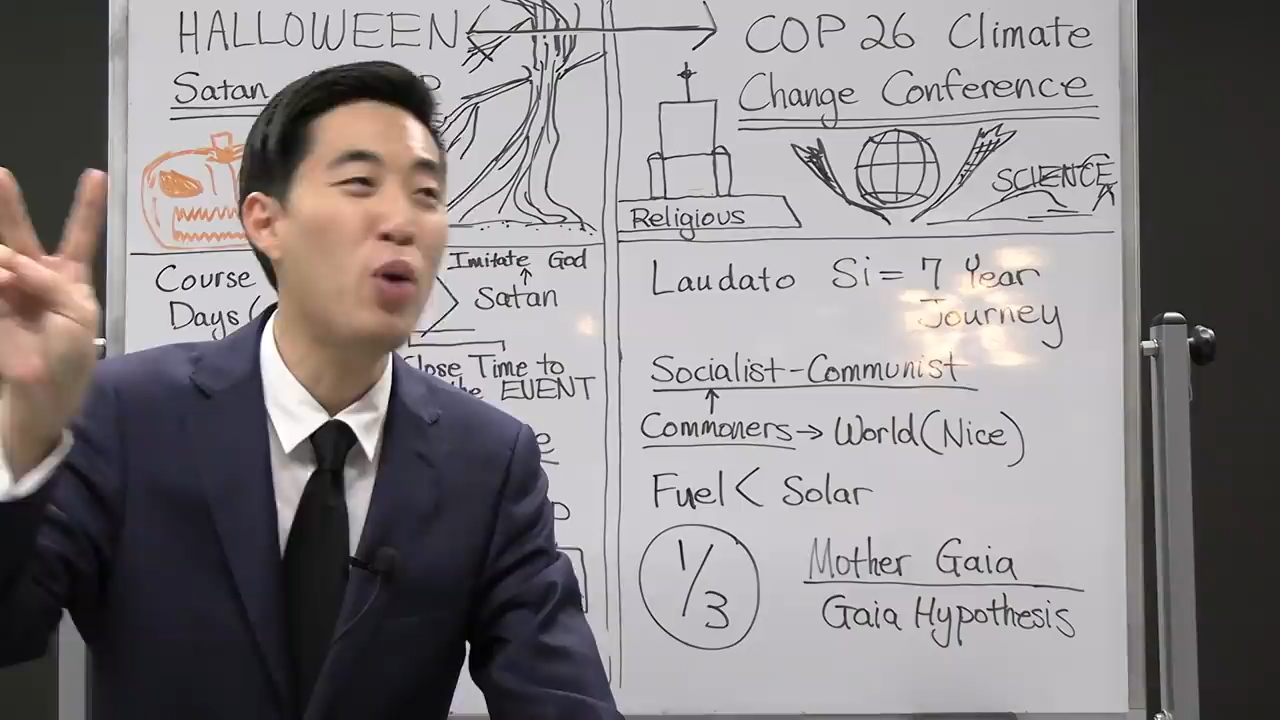 HALLOWEEN
Satan
Course
Days (
Imitate God
Satan
Close Time to
the EVENT
COP 26 Climate
Change Conference
SCIENCE
Religious
Laudato Si = 7 Year
Journey
Socialist-Communist
Commoners → World (Nice)
Fuel < Solar
1/3
Mother Gaia
Gaia Hypothesis